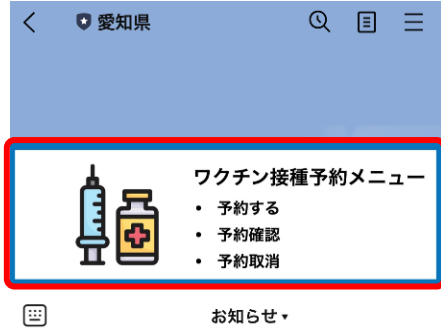 愛知県
ワクチン接種予約メニュー
• 予約する
• 予約確認
• 予約取消
お知らせ▾